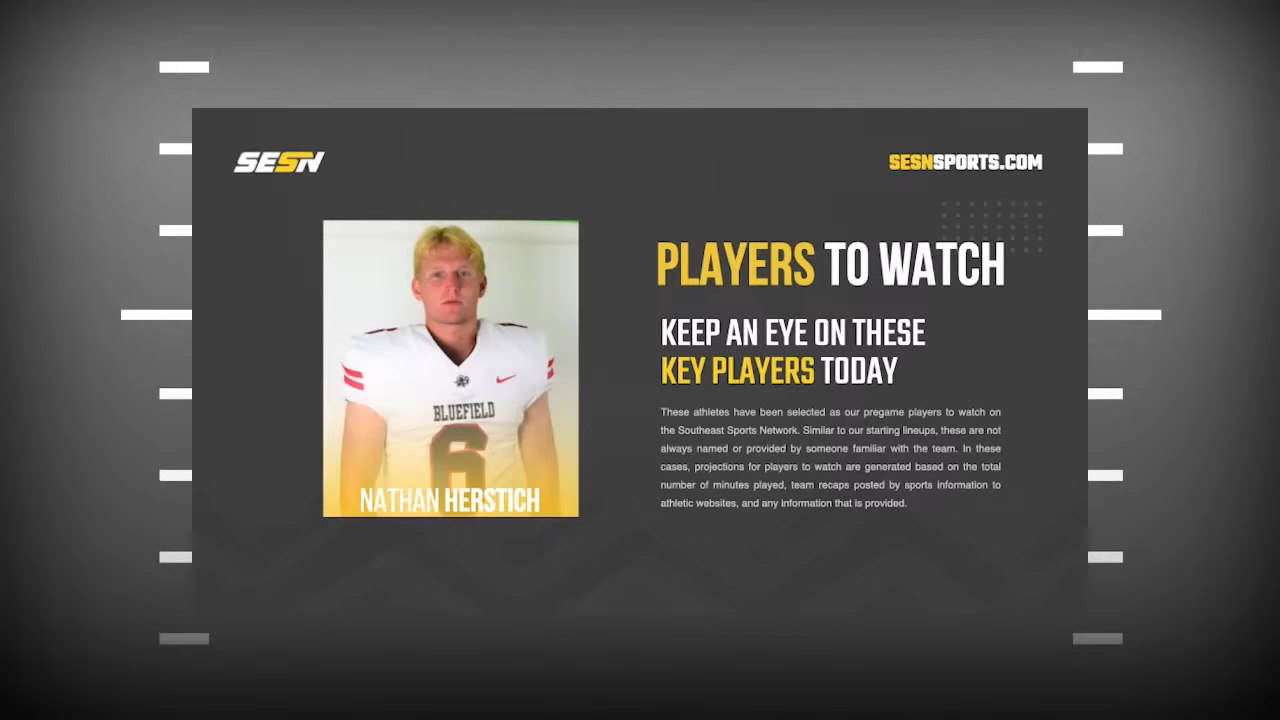 SESN
SESNSPORTS.COM
BLUEFIELD
6
NATHAN HERSTICH
PLAYERS TO WATCH
KEEP AN EYE ON THESE
KEY PLAYERS TODAY
These athletes have been selected as our pregame players to watch on
the Southeast Sports Network. Similar to our starting lineups, these are not
always named or provided by someone familiar with the team. In these
cases, projections for players to watch are generated based on the total
number of minutes played, team recaps posted by sports information to
athletic websites, and any information that is provided.